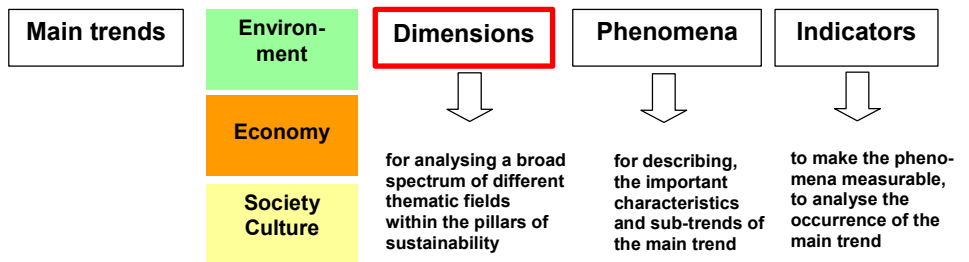 Main trends
Environ-
ment
Economy
Society
Culture
Dimensions
for analysing a broad
spectrum of different
thematic fields
within the pillars of
sustainability
Phenomena
for describing,
the important
characteristics
and sub-trends of
the main trend
Indicators
to make the pheno-
mena measurable,
to analyse the
occurrence of the
main trend